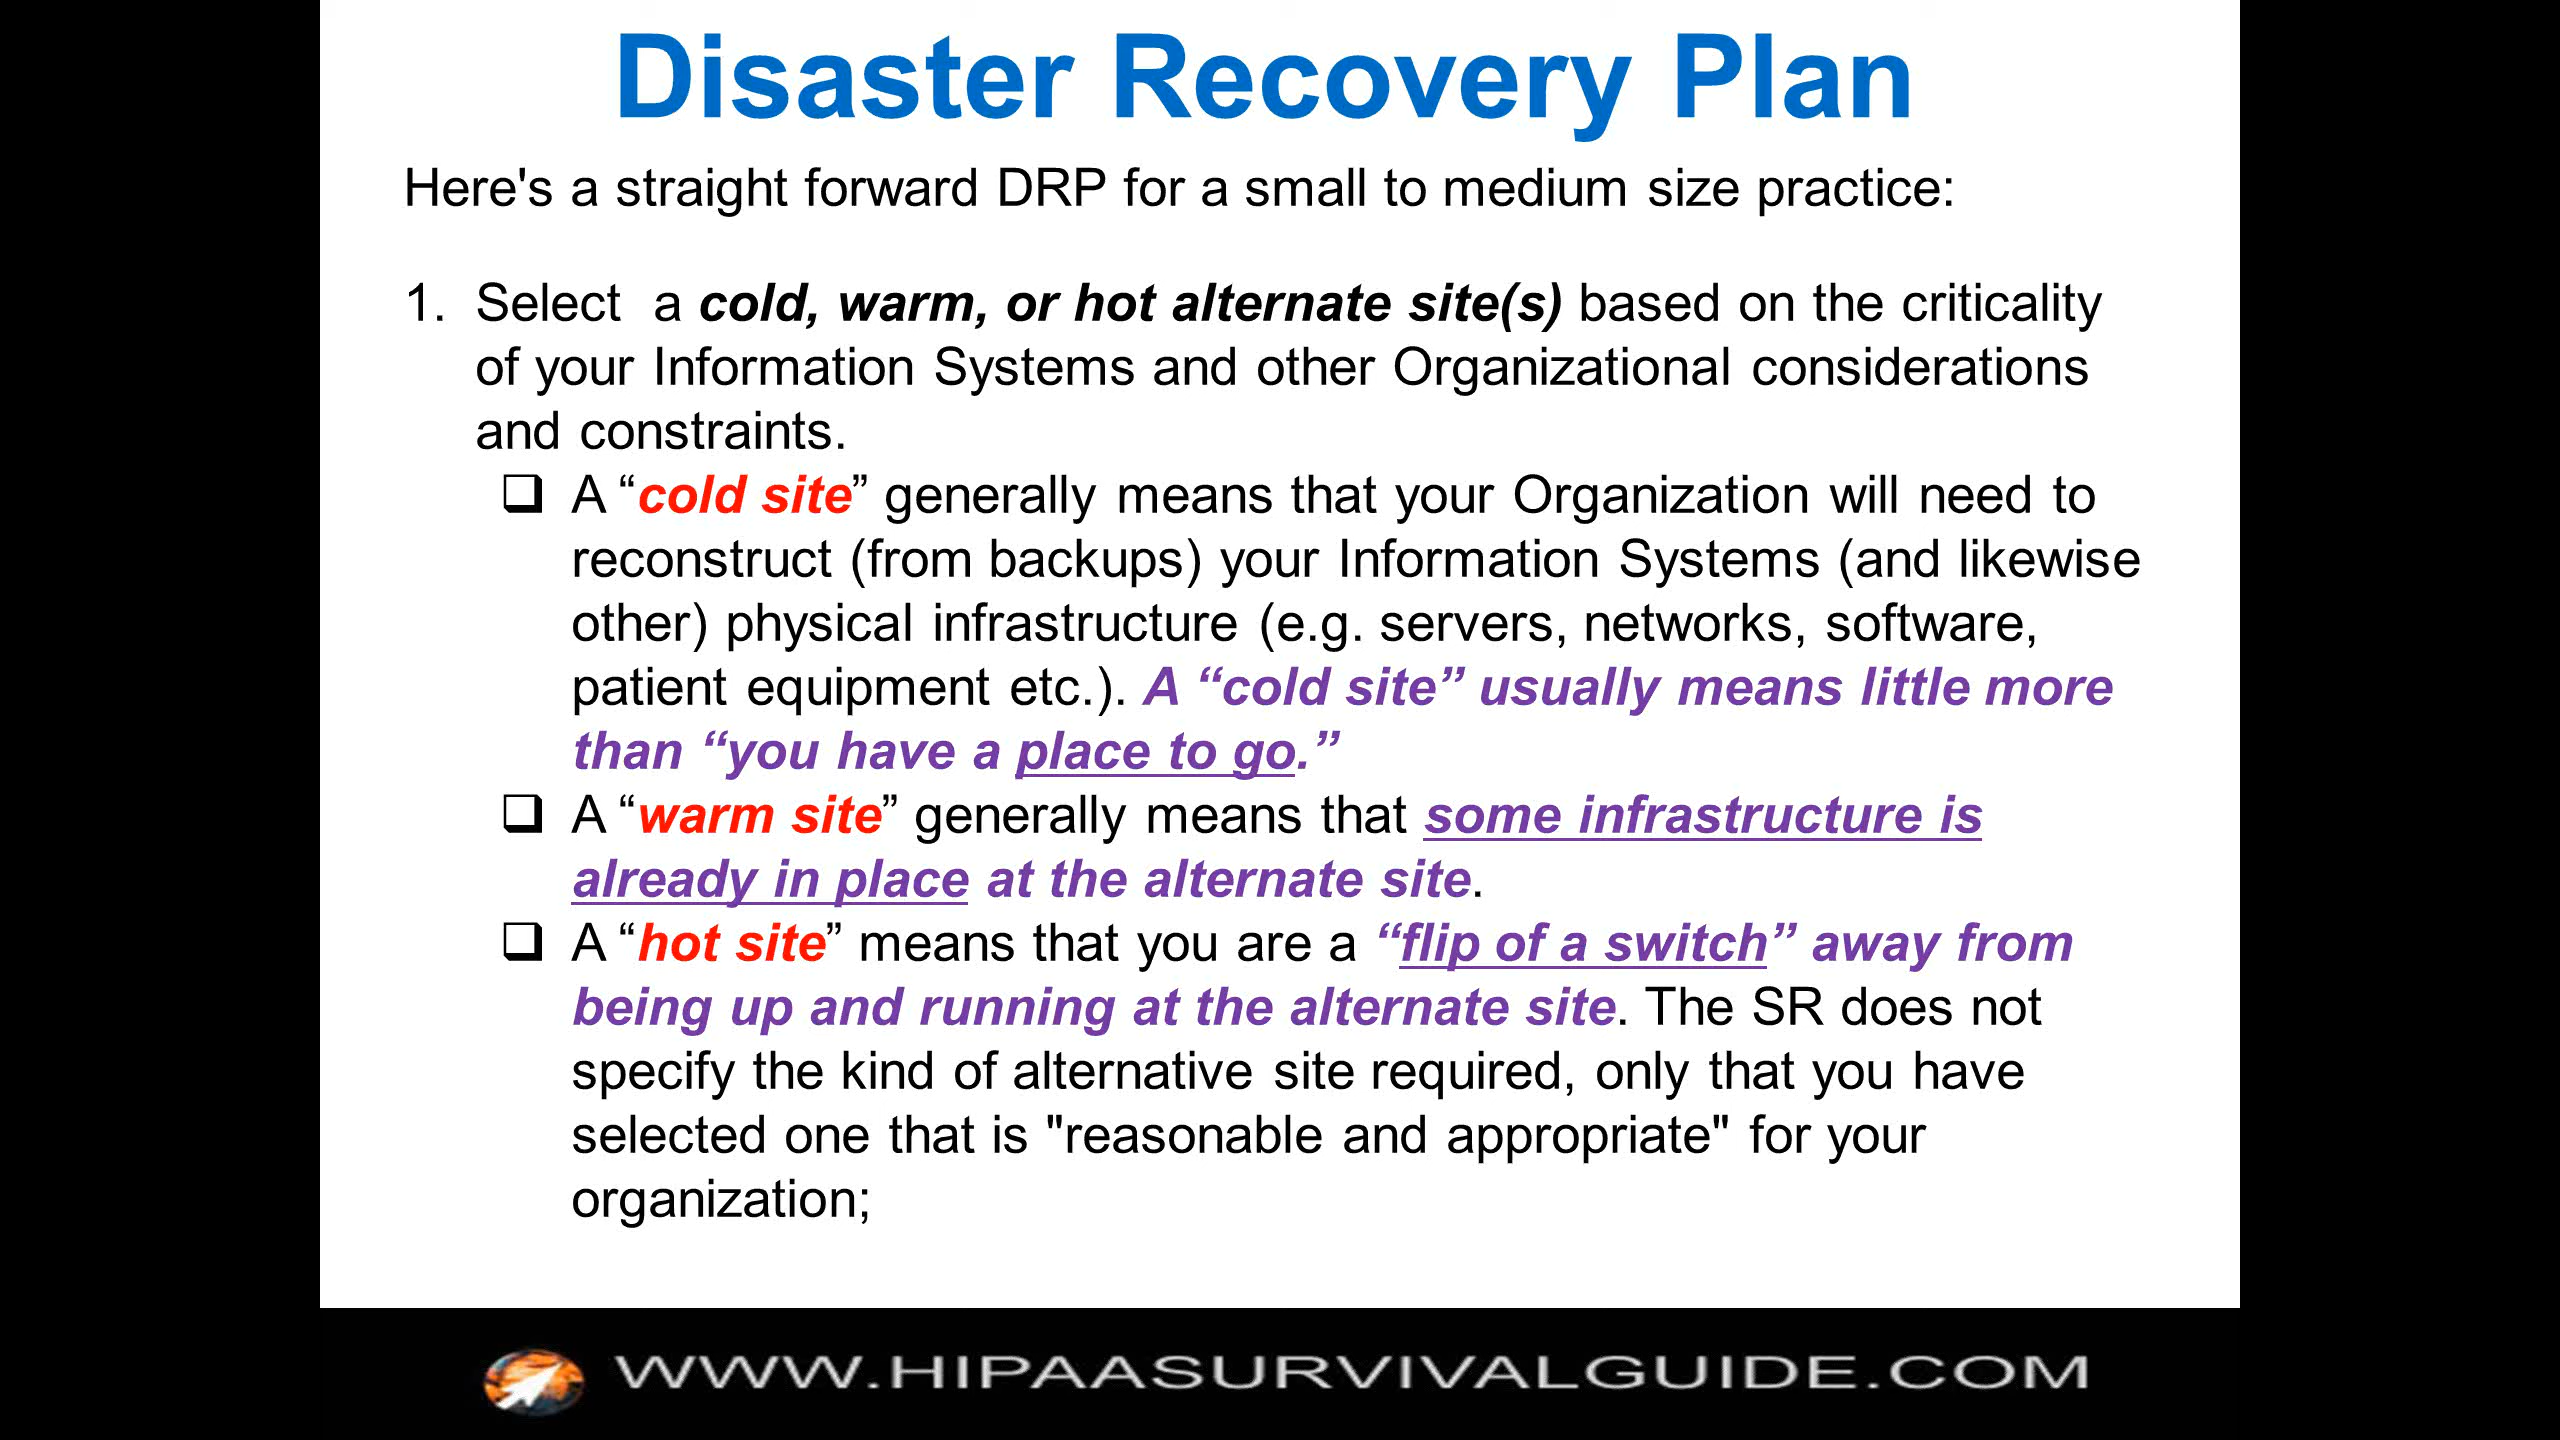 Disaster Recovery Plan
Here's a straight forward DRP for a small to medium size practice:
1. Select  a cold, warm, or hot alternate site(s) based on the criticality
of your Information Systems and other Organizational considerations
and constraints.
❑ A “cold site” generally means that your Organization will need to
reconstruct (from backups) your Information Systems (and likewise
other) physical infrastructure (e.g. servers, networks, software,
patient equipment etc.). A “cold site” usually means little more
than “you have a place to go.”
❑ A “warm site” generally means that some infrastructure is
already in place at the alternate site.
❑ A “hot site” means that you are a “flip of a switch” away from
being up and running at the alternate site. The SR does not
specify the kind of alternative site required, only that you have
selected one that is "reasonable and appropriate" for your
organization;
WWW.HIPAASURVIVALGUIDE.COM